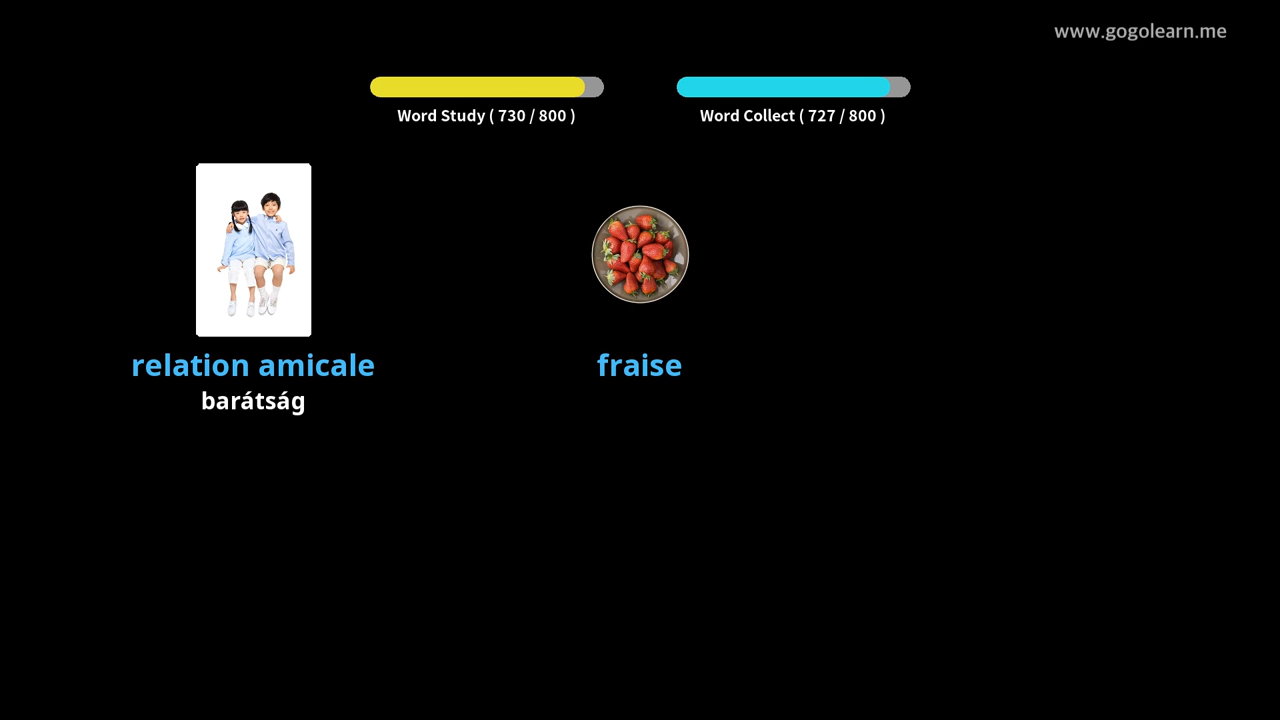 www.gogolearn.me
Word Study ( 730 / 800 )
Word Collect ( 727 / 800 )
relation amicale
barátság
fraise